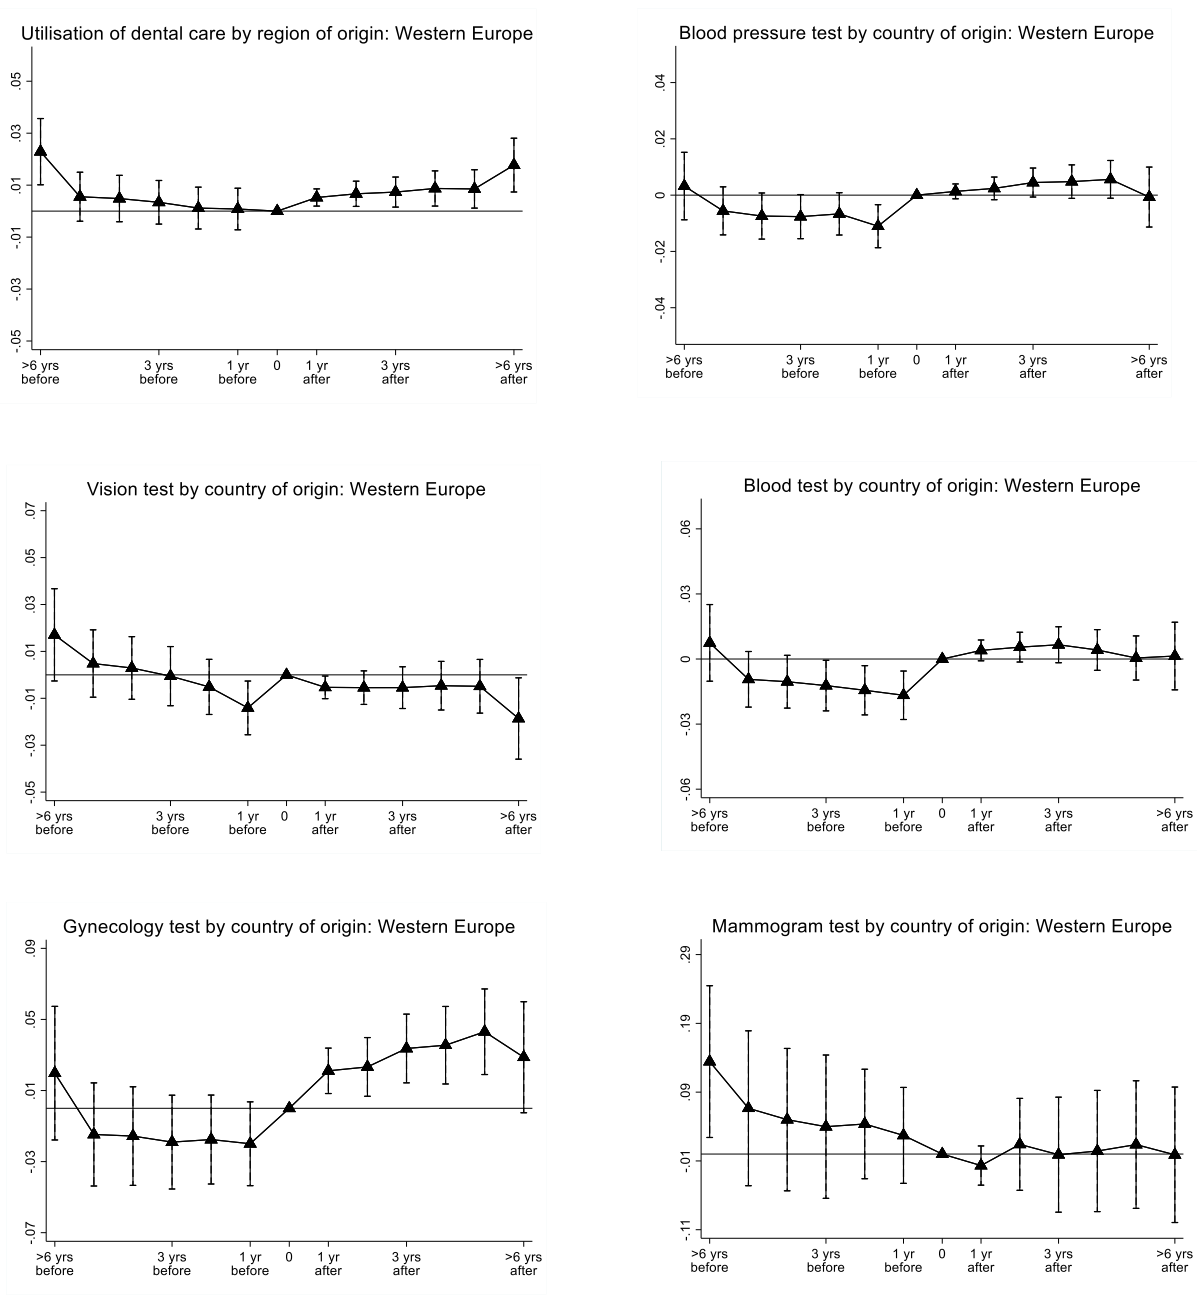 Utilisation of dental care by region of origin: Western Europe
.05
.03
.01
-.01
-.03
-.05
>6 yrs before
3 yrs before
1 yr before
0
1 yr after
3 yrs after
>6 yrs after
Blood pressure test by country of origin: Western Europe
.04
.02
0
-.02
-.04
>6 yrs before
3 yrs before
1 yr before
0
1 yr after
3 yrs after
>6 yrs after
Vision test by country of origin: Western Europe
.07
.05
.03
.01
-.01
-.03
-.05
>6 yrs before
3 yrs before
1 yr before
0
1 yr after
3 yrs after
>6 yrs after
Blood test by country of origin: Western Europe
.06
.03
0
-.03
-.06
>6 yrs before
3 yrs before
1 yr before
0
1 yr after
3 yrs after
>6 yrs after
Gynecology test by country of origin: Western Europe
.09
.05
.01
-.03
-.07
>6 yrs before
3 yrs before
1 yr before
0
1 yr after
3 yrs after
>6 yrs after
Mammogram test by country of origin: Western Europe
.29
.19
.09
-.01
-.11
>6 yrs before
3 yrs before
1 yr before
0
1 yr after
3 yrs after
>6 yrs after